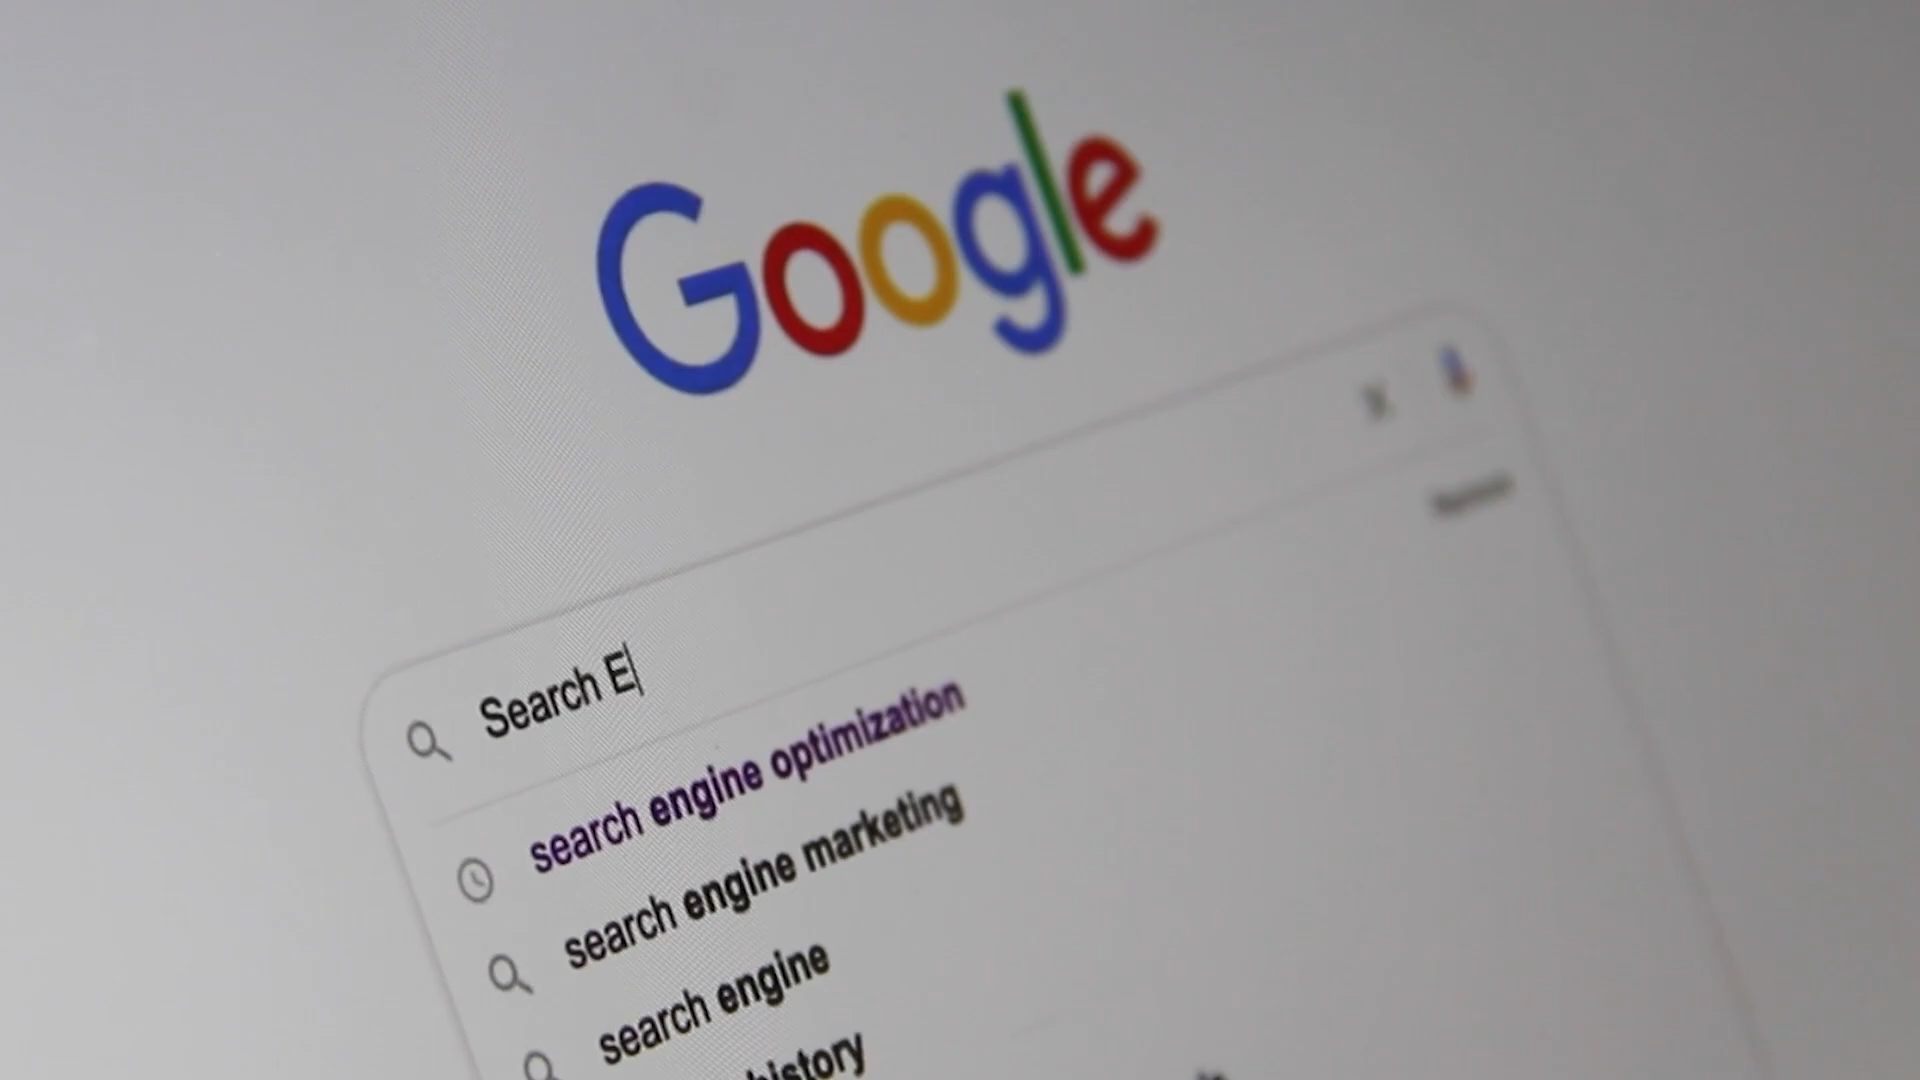 Google
Search E
search engine optimization
search engine marketing
search engine
history